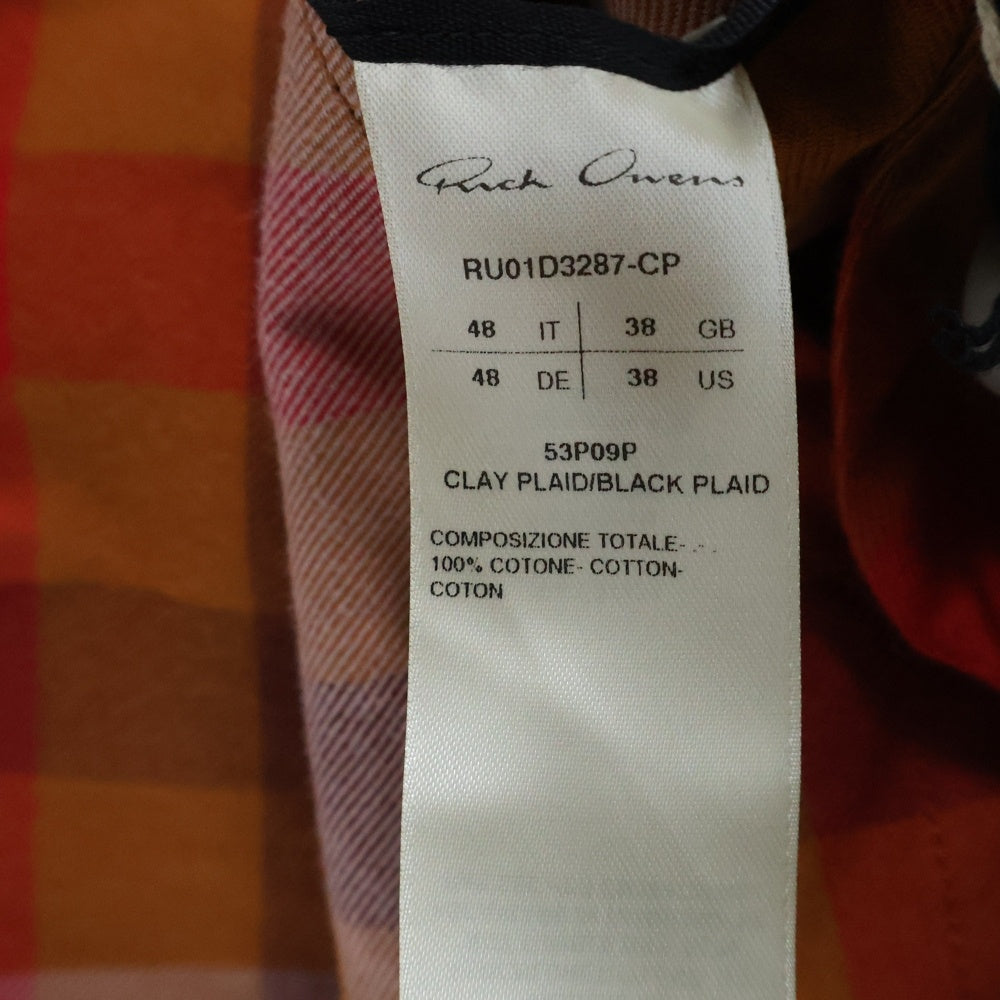 Rick Owens
RU01D3287-CP
48 IT 38 GB
48 DE 38 US
53P09P
CLAY PLAID/BLACK PLAID
COMPOSIZIONE TOTALE-
100% COTONE- COTTON-
COTON